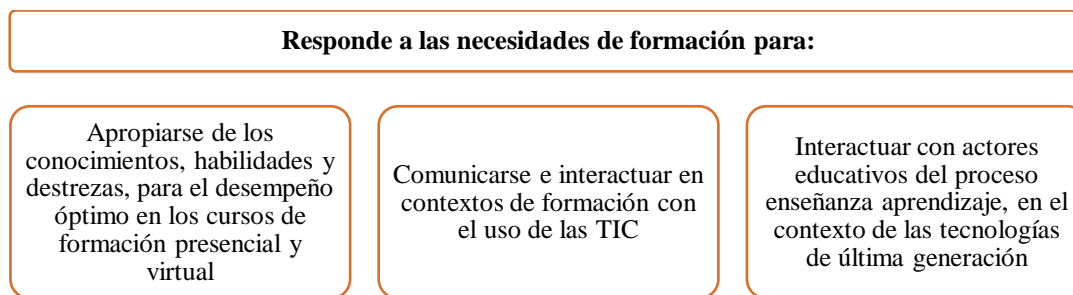 Responde a las necesidades de formación para:
Apropiarse de los
conocimientos, habilidades y
destrezas, para el desempeño
óptimo en los cursos de
formación presencial y
virtual
Comunicarse e interactuar en
contextos de formación con
el uso de las TIC
Interactuar con actores
educativos del proceso
enseñanza aprendizaje, en el
contexto de las tecnologías
de última generación